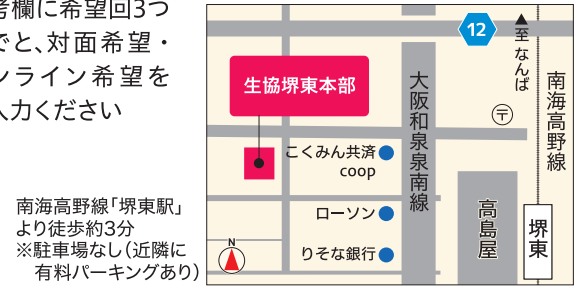 考欄に希望回3つ
でと、対面希望・
ンライン希望を
入力ください
南海高野線「堺東駅」
より徒歩約3分
※駐車場なし（近隣に
有料パーキングあり）
12
▲至 なんば
生協堺東本部
大阪和泉泉南線
南海高野線
〒
こくみん共済
coop
ローソン
りそな銀行
高島屋
堺東
N